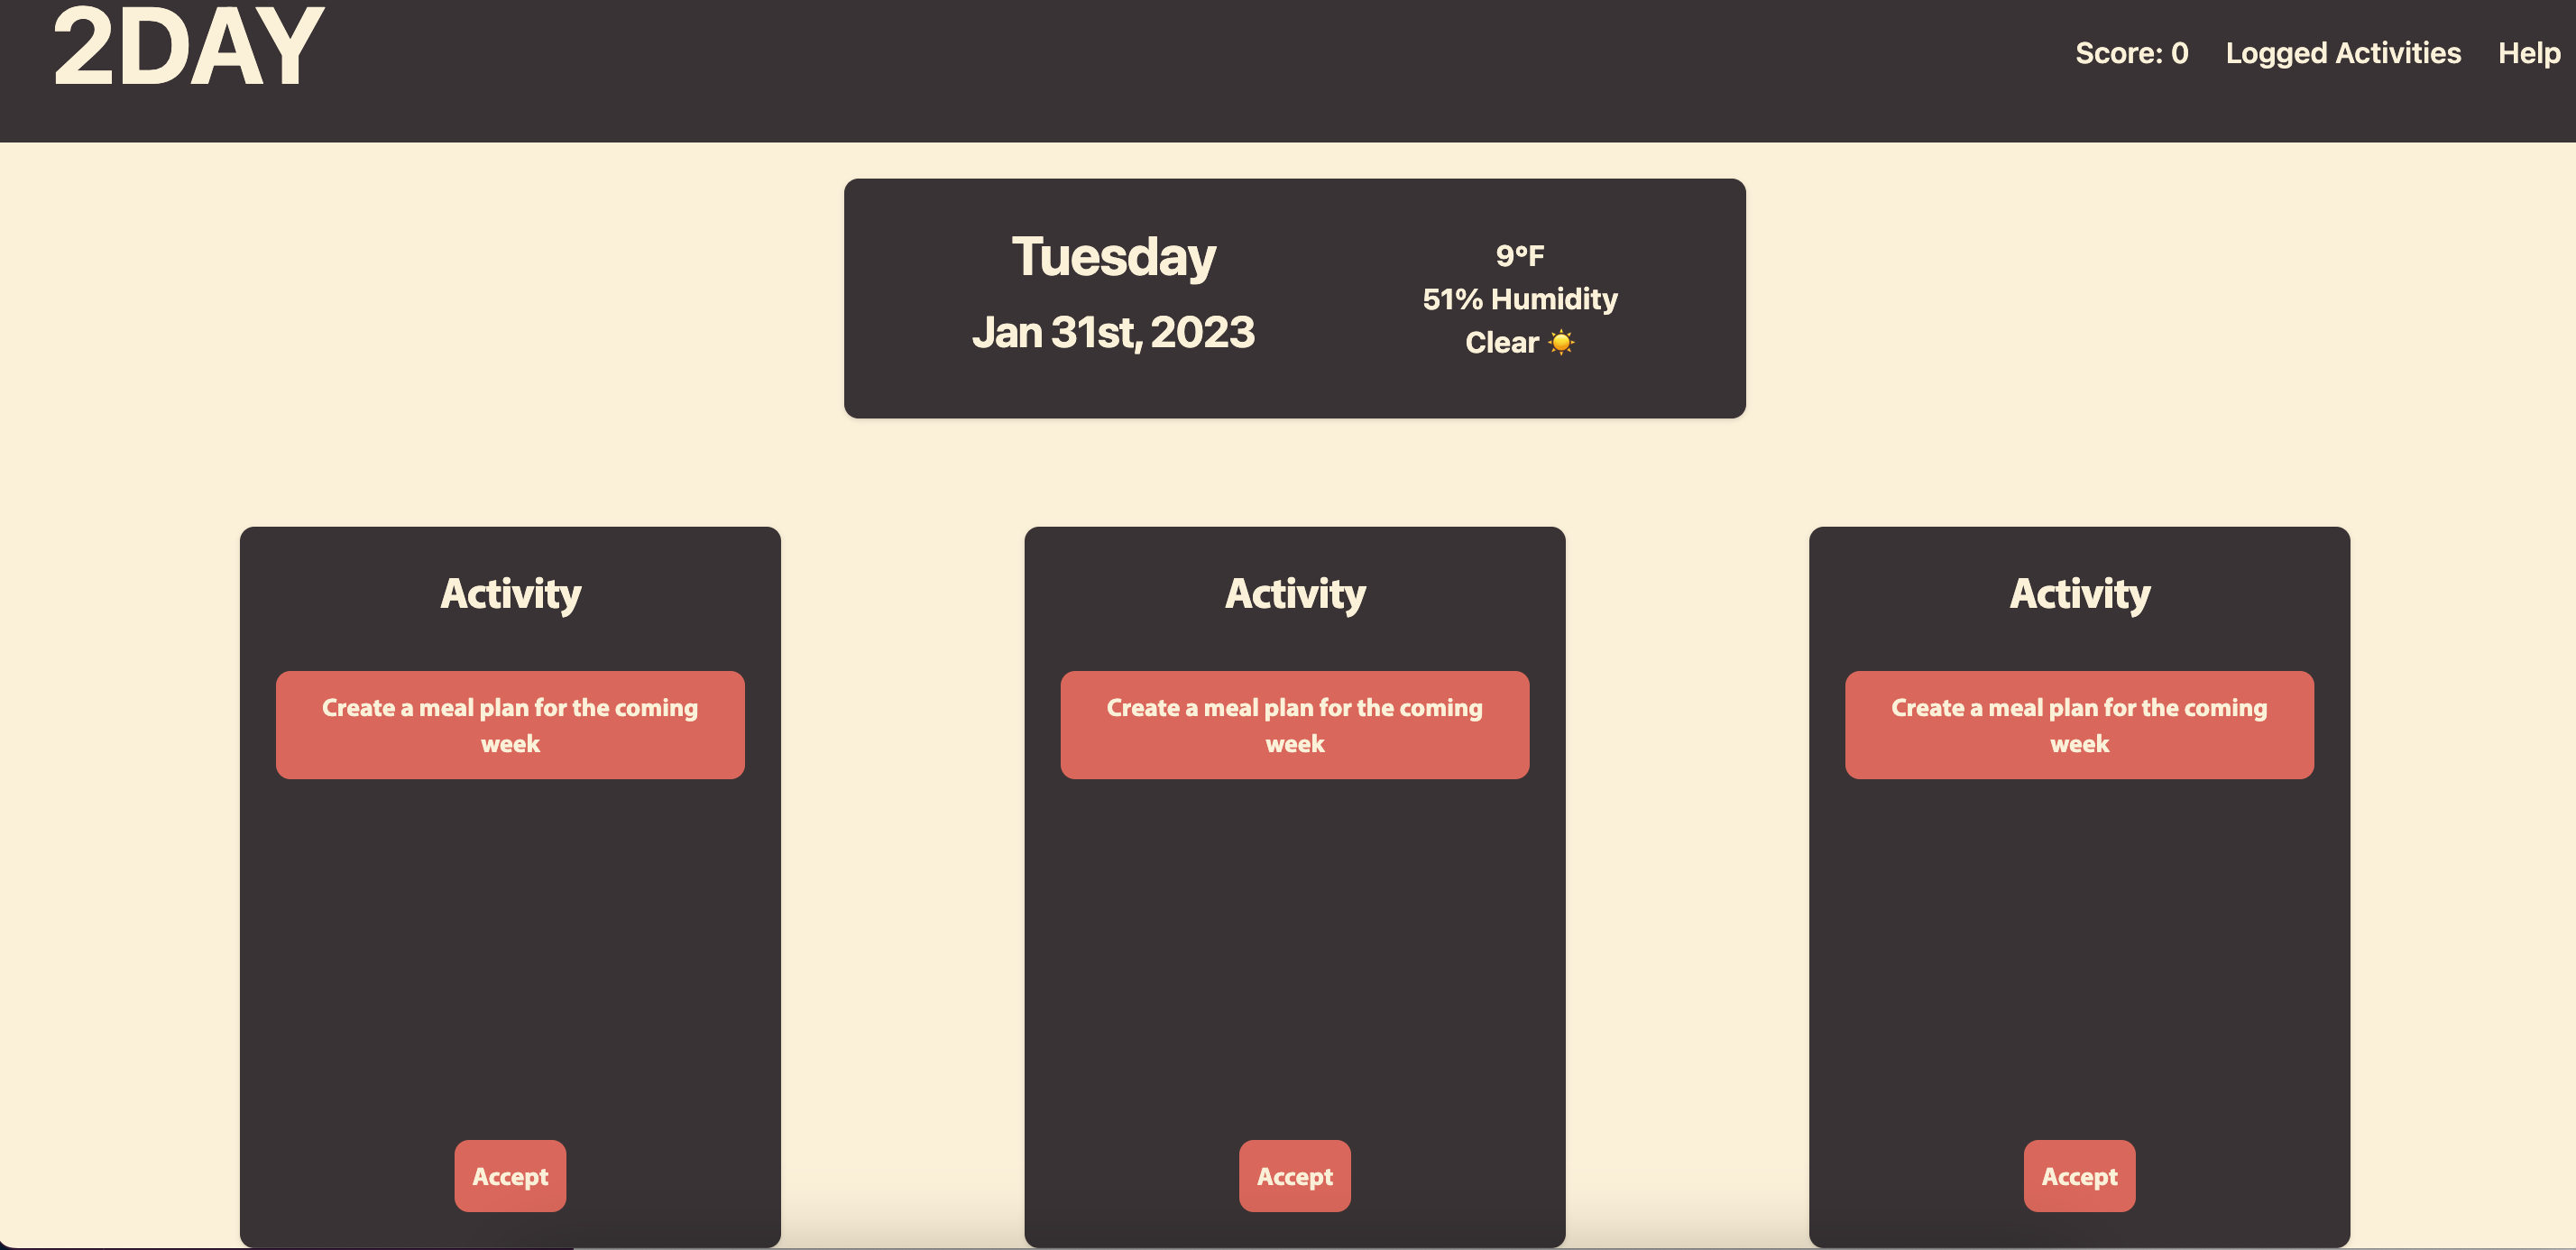 2DAY
Score: 0 Logged Activities Help
Tuesday
Jan 31st, 2023
9°F
51% Humidity
Clear ☀️
Activity
Create a meal plan for the coming
week
Accept
Activity
Create a meal plan for the coming
week
Accept
Activity
Create a meal plan for the coming
week
Accept